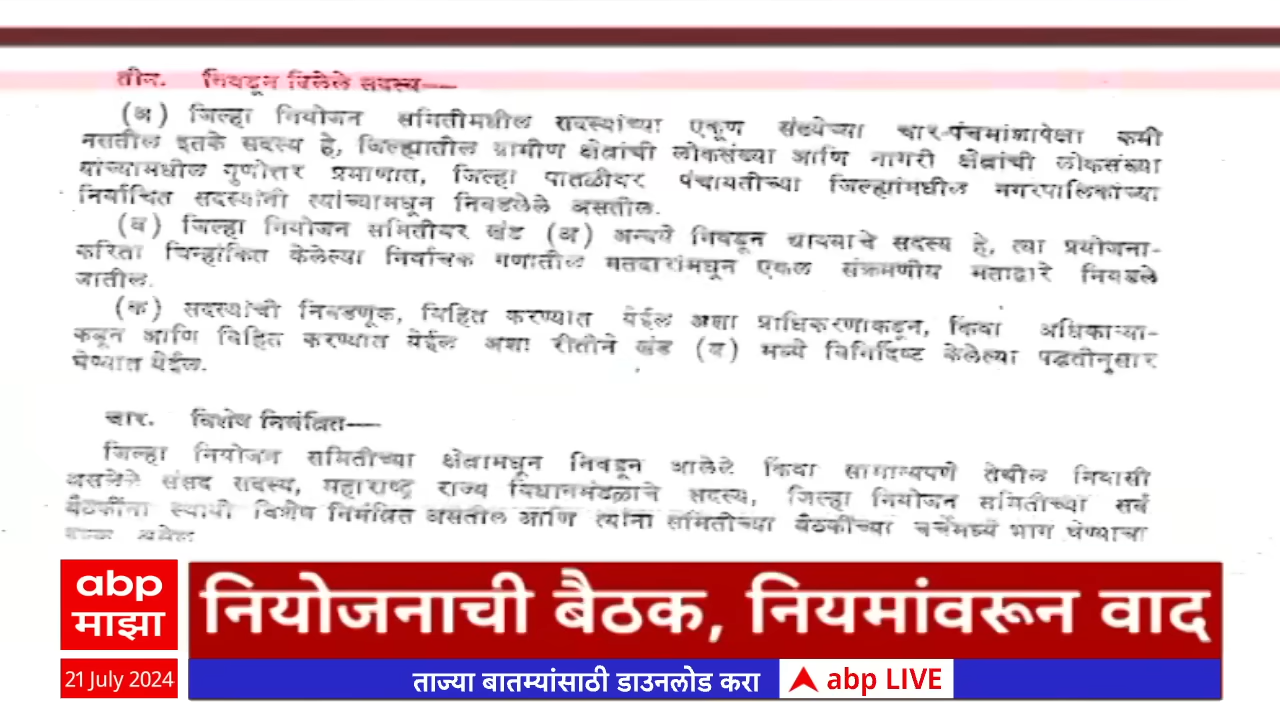 तीन. निवडून दिलेले सदस्य—
(अ) जिल्हा नियोजन समितीमधील सदस्यांच्या एकूण संख्येच्या चार-पंचमांशापेक्षा कमी
नसतील इतके सदस्य हे, जिल्ह्यातील ग्रामीण क्षेत्रांची लोकसंख्या आणि नागरी क्षेत्रांची लोकसंख्या
यांच्यामधील गुणोत्तर प्रमाणात, जिल्हा पातळीवर पंचायतीच्या जिल्ह्यांमधील नगरपालिकांच्या
निर्वाचित सदस्यांनी त्यांच्यामधून निवडलेले असतील.
(ब) जिल्हा नियोजन समितीवर खंड (अ) अन्वये निवडून द्यावयाचे सदस्य हे, त्या प्रयोजना-
करिता चिन्हांकित केलेल्या निर्वाचक गणातील मतदारांमधून एकल संक्रमणीय मताद्वारे निवडले
जातील.
(क) सदस्यांची निवडणूक, विहित करण्यात येईल अशा प्राधिकरणाकडून, किंवा अधिकाऱ्या-
कडून आणि विहित करण्यात येईल अशा रीतीने खंड (ब) मध्ये विनिर्दिष्ट केलेल्या पद्धतीनुसार
घेण्यात येईल.
चार. विशेष निमंत्रित—
जिल्हा नियोजन समितीच्या क्षेत्रामधून निवडून आलेले किंवा सामान्यपणे तेथील निवासी
असलेले संसद सदस्य, महाराष्ट्र राज्य विधानमंडळाचे सदस्य, जिल्हा नियोजन समितीच्या सर्व
बैठकींना स्थायी विशेष निमंत्रित असतील आणि त्यांना समितीच्या बैठकींच्या चर्चेमध्ये भाग घेण्याचा
abp
माझा
नियोजनाची बैठक, नियमांवरून वाद
21 July 2024
ताज्या बातम्यांसाठी डाउनलोड करा
abp LIVE